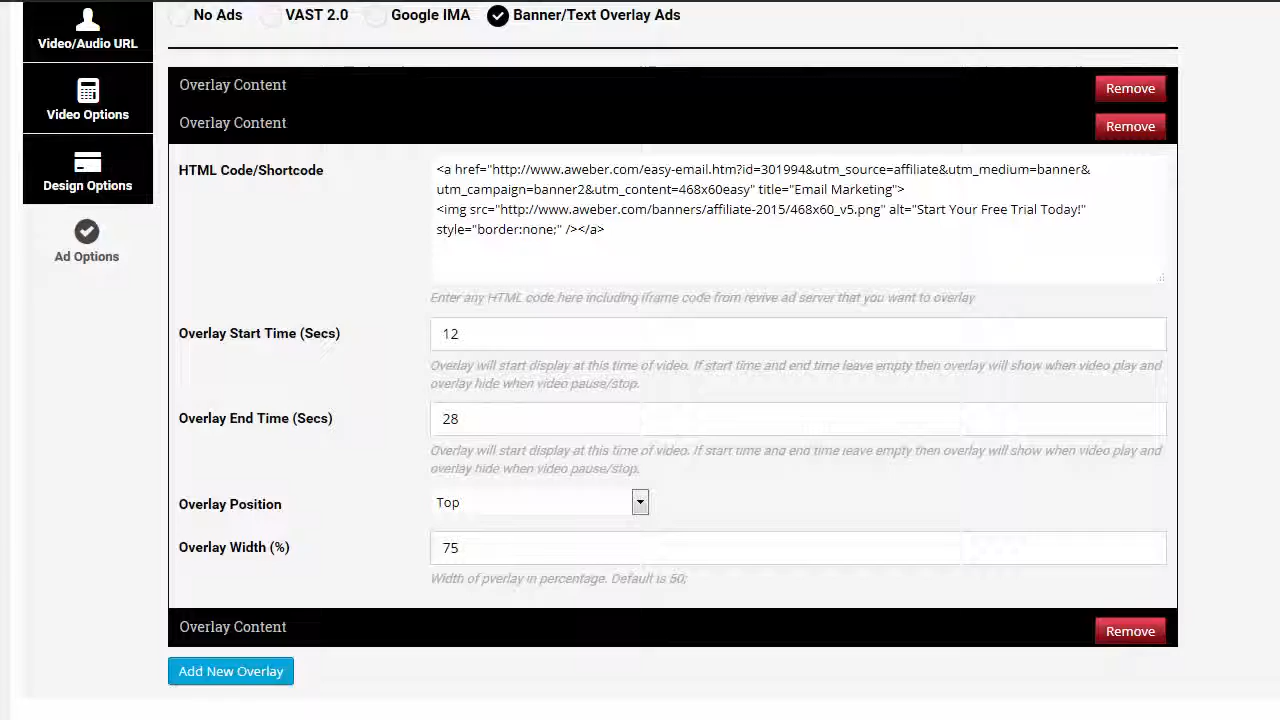 No Ads VAST 2.0 Google IMA Banner/Text Overlay Ads
Video/Audio URL
Video Options
Design Options
Ad Options
Overlay Content Remove
Overlay Content Remove
HTML Code/Shortcode
<a href="http://www.aweber.com/easy-email.htm?id=301994&utm_source=affiliate&utm_medium=banner&
utm_campaign=banner2&utm_content=468x60easy" title="Email Marketing">
<img src="http://www.aweber.com/banners/affiliate-2015/468x60_v5.png" alt="Start Your Free Trial Today!"
style="border:none;" /></a>
Enter any HTML code here including iframe code from revive ad server that you want to overlay
Overlay Start Time (Secs) 12
Overlay will start display at this time of video. If start time and end time leave empty then overlay will show when video play and
overlay hide when video pause/stop.
Overlay End Time (Secs) 28
Overlay will start display at this time of video. If start time and end time leave empty then overlay will show when video play and
overlay hide when video pause/stop.
Overlay Position Top
Overlay Width (%) 75
Width of pverlay in percentage. Default is 50;
Overlay Content Remove
Add New Overlay